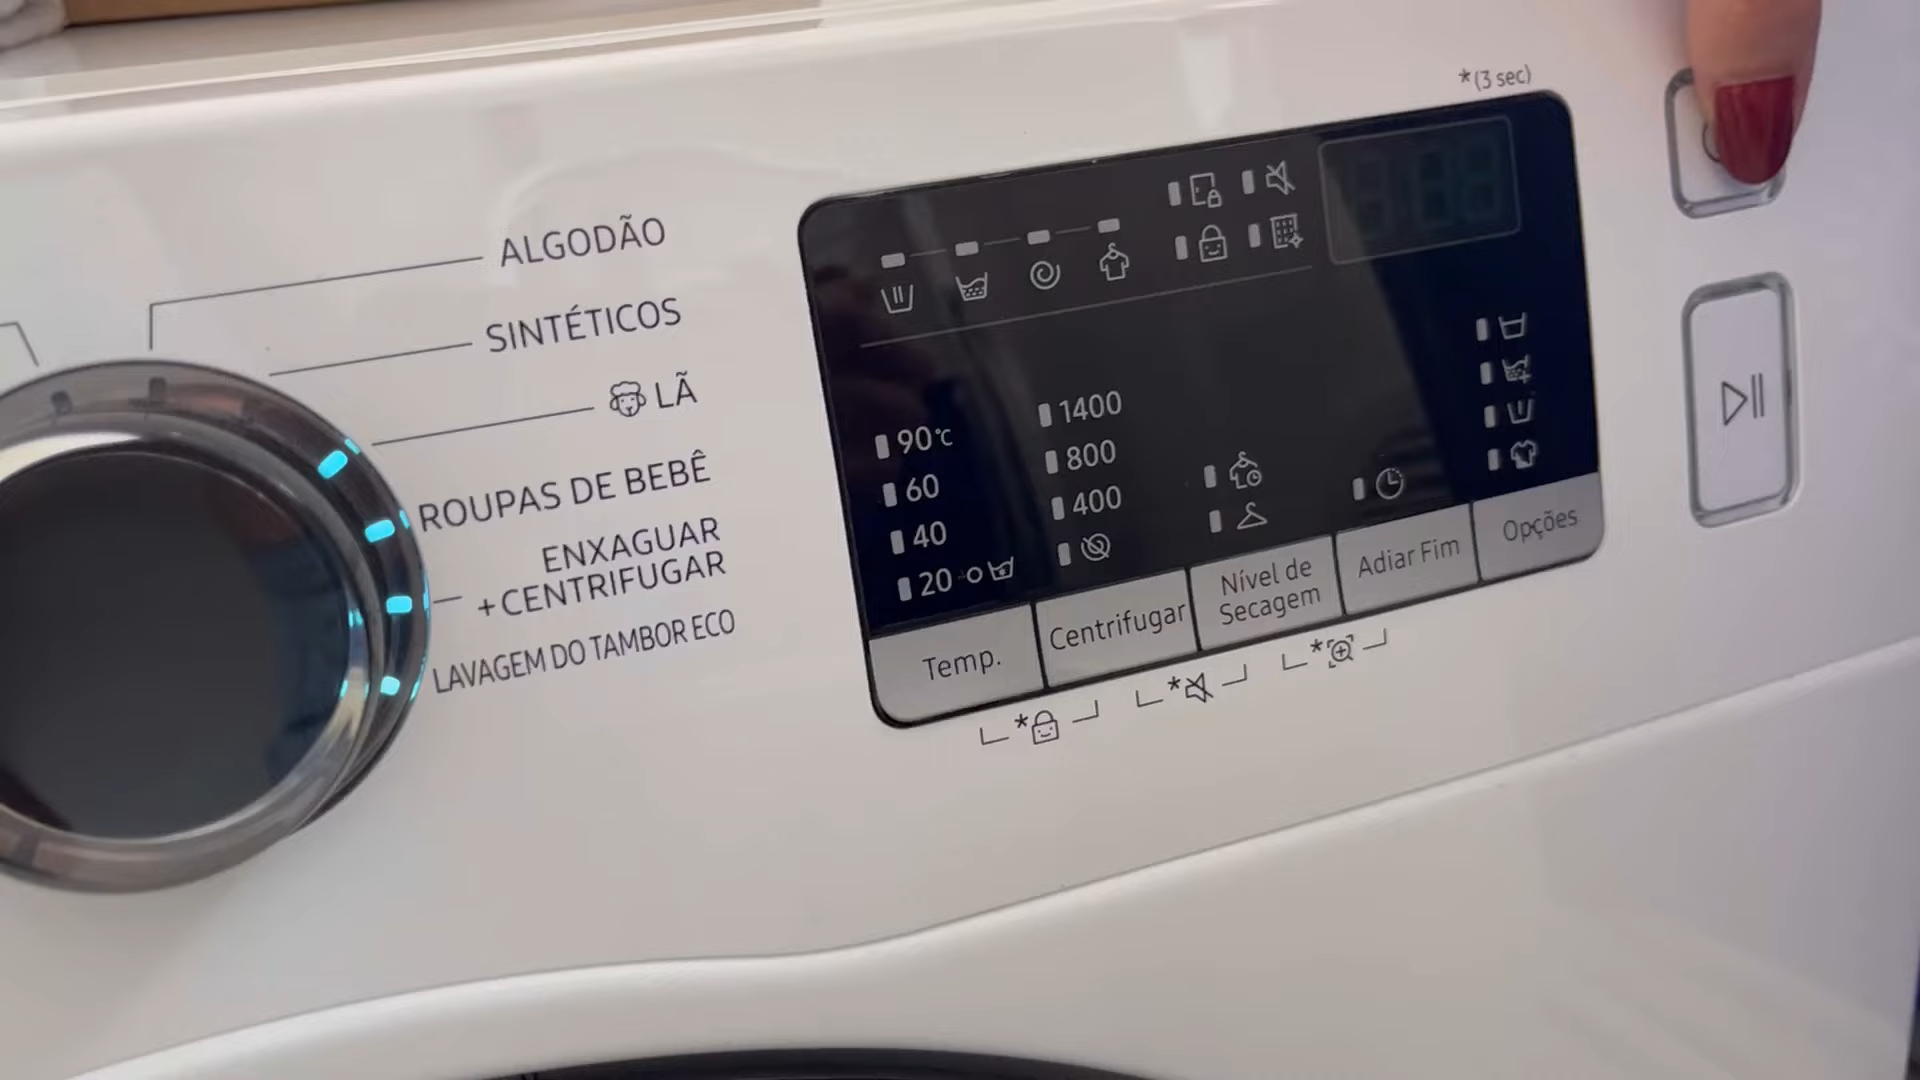 *(3 sec)
ALGODÃO
SINTÉTICOS
LÃ
ROUPAS DE BEBÊ
ENXAGUAR
+CENTRIFUGAR
LAVAGEM DO TAMBOR ECO
90℃
60
40
20
1400
800
400
Temp.
Centrifugar
Nível de
Secagem
Adiar Fim
Opções